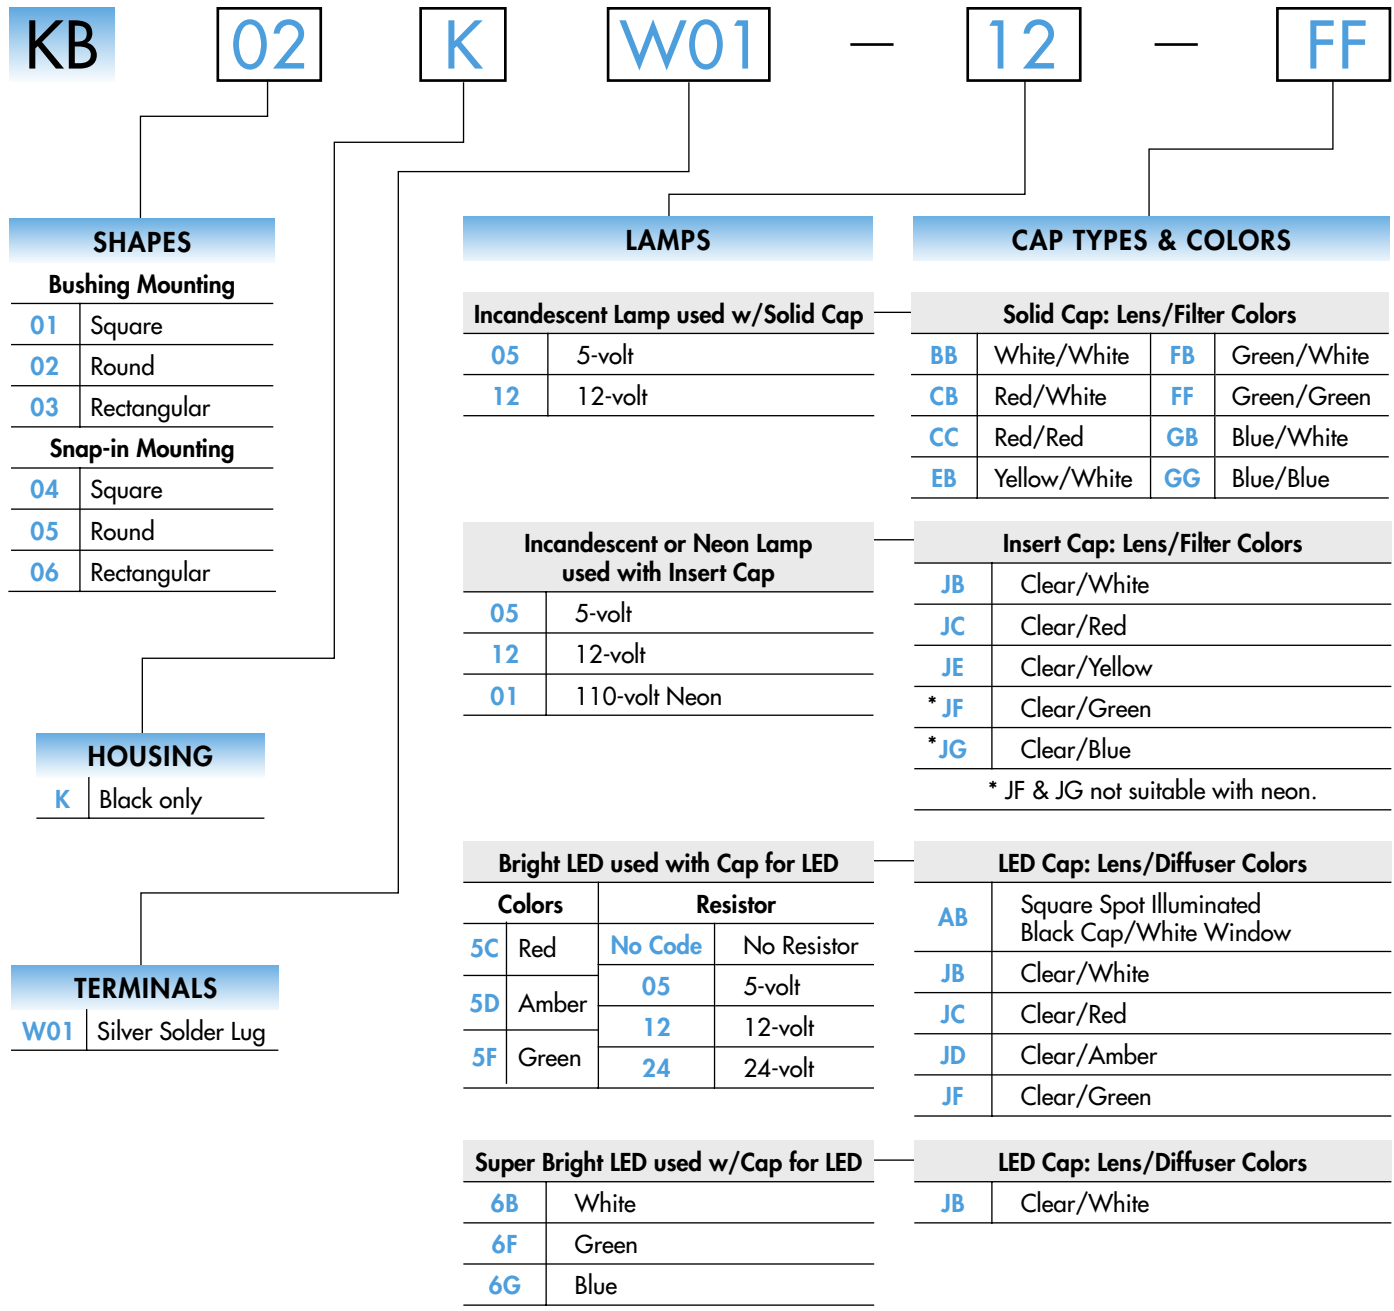 KB 02 K W01 — 12 — FF
SHAPES
Bushing Mounting
01 Square
02 Round
03 Rectangular
Snap-in Mounting
04 Square
05 Round
06 Rectangular
HOUSING
K Black only
TERMINALS
W01 Silver Solder Lug
LAMPS
Incandescent Lamp used w/Solid Cap
05 5-volt
12 12-volt
Incandescent or Neon Lamp
used with Insert Cap
05 5-volt
12 12-volt
01 110-volt Neon
Bright LED used with Cap for LED
Colors Resistor
5C Red
5D Amber
5F Green
No Code No Resistor
05 5-volt
12 12-volt
24 24-volt
Super Bright LED used w/Cap for LED
6B White
6F Green
6G Blue
CAP TYPES & COLORS
Solid Cap: Lens/Filter Colors
BB White/White FB Green/White
CB Red/White FF Green/Green
CC Red/Red GB Blue/White
EB Yellow/White GG Blue/Blue
Insert Cap: Lens/Filter Colors
JB Clear/White
JC Clear/Red
JE Clear/Yellow
* JF Clear/Green
* JG Clear/Blue
* JF & JG not suitable with neon.
LED Cap: Lens/Diffuser Colors
AB Square Spot Illuminated
Black Cap/White Window
JB Clear/White
JC Clear/Red
JD Clear/Amber
JF Clear/Green
LED Cap: Lens/Diffuser Colors
JB Clear/White